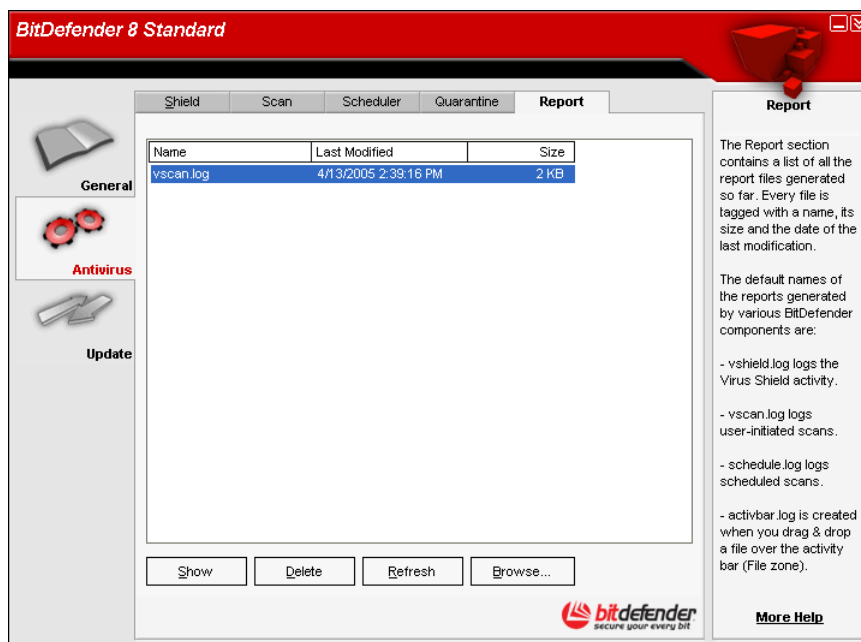 BitDefender 8 Standard
Shield Scan Scheduler Quarantine Report
General
Antivirus
Update
Name Last Modified Size
vscan.log 4/13/2005 2:39:16 PM 2 KB
Show Delete Refresh Browse...
bitdefender
secure your every bit
Report
The Report section
contains a list of all the
report files generated
so far. Every file is
tagged with a name, its
size and the date of the
last modification.
The default names of
the reports generated
by various BitDefender
components are:
- vshield.log logs the
Virus Shield activity.
- vscan.log logs
user-initiated scans.
- schedule.log logs
scheduled scans.
- activbar.log is created
when you drag & drop
a file over the activity
bar (File zone).
More Help